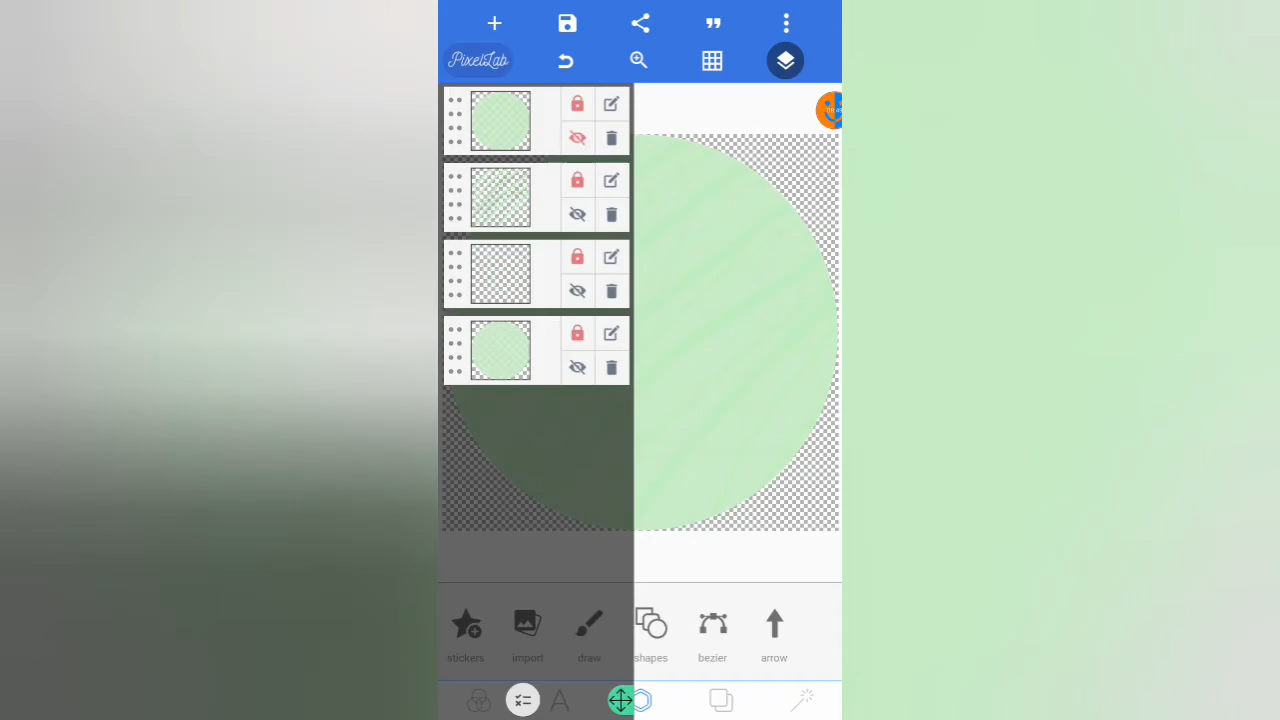 PixelLab
stickers
import
draw
shapes
bezier
arrow